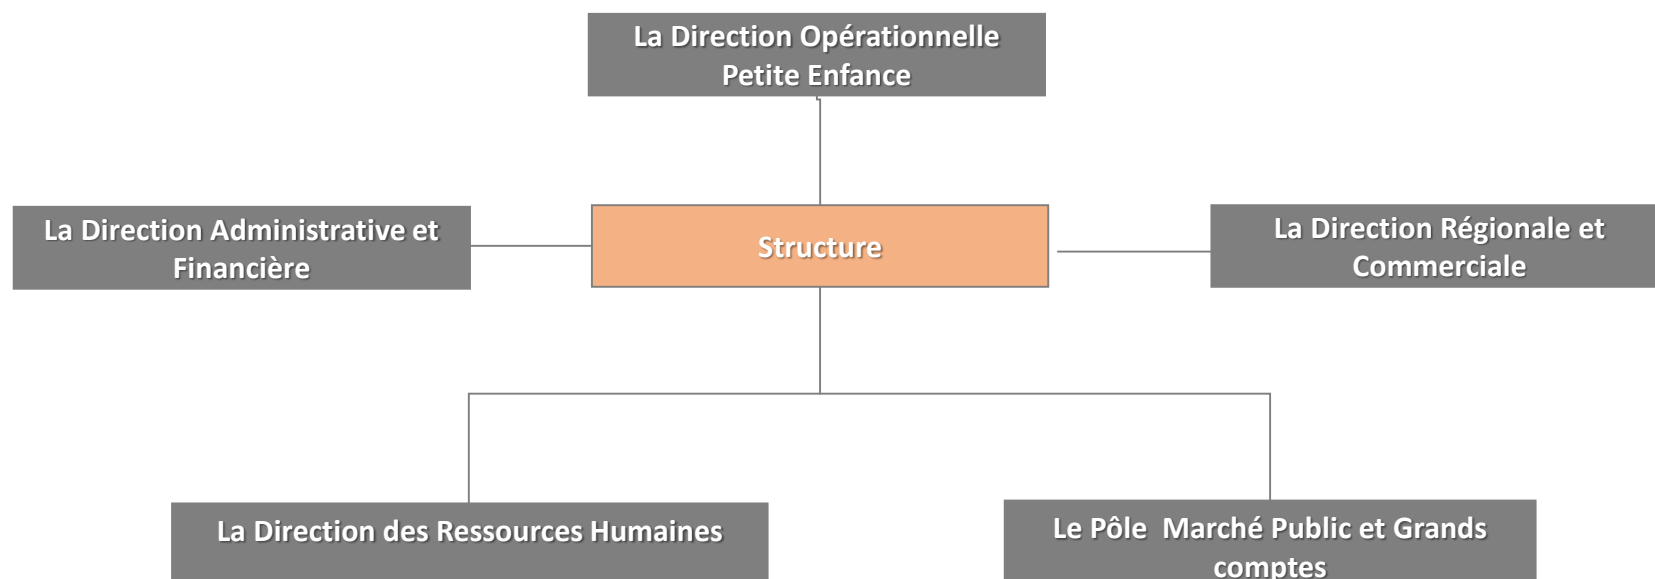 La Direction Opérationnelle
Petite Enfance
La Direction Administrative et
Financière
Structure
La Direction Régionale et
Commerciale
La Direction des Ressources Humaines
Le Pôle Marché Public et Grands
comptes